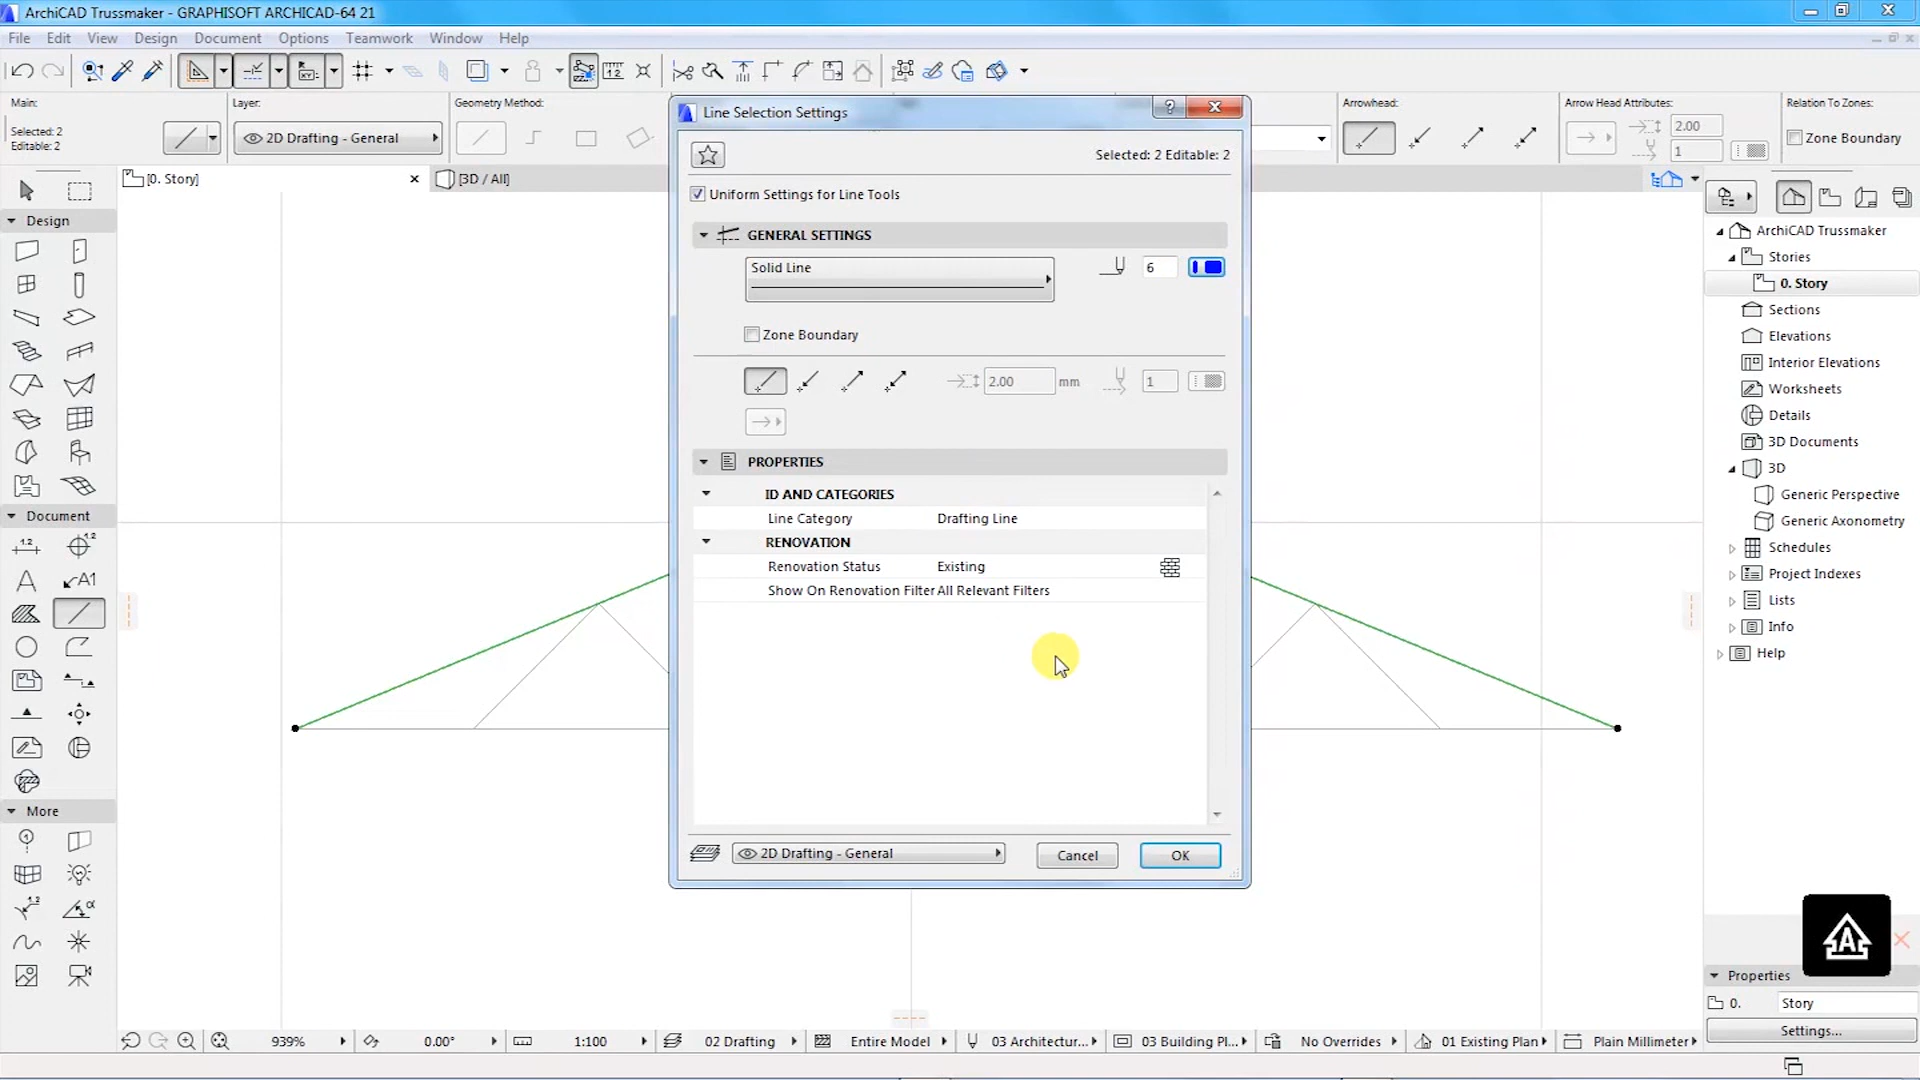 ArchiCAD Trussmaker - GRAPHISOFT ARCHICAD-64 21
File Edit View Design Document Options Teamwork Window Help
Main:
Selected: 2
Editable: 2
Layer:
2D Drafting - General
Geometry Method:
Arrowhead:
Arrow Head Attributes:
2.00
1
Relation To Zones:
Zone Boundary
[0. Story]
[3D / All]
Design
Document
More
Line Selection Settings
Selected: 2 Editable: 2
Uniform Settings for Line Tools
GENERAL SETTINGS
Solid Line
6
Zone Boundary
2.00 mm
1
PROPERTIES
ID AND CATEGORIES
Line Category Drafting Line
RENOVATION
Renovation Status Existing
Show On Renovation Filter All Relevant Filters
2D Drafting - General
Cancel
OK
ArchiCAD Trussmaker
Stories
0. Story
Sections
Elevations
Interior Elevations
Worksheets
Details
3D Documents
3D
Generic Perspective
Generic Axonometry
Schedules
Project Indexes
Lists
Info
Help
Properties
0. Story
Settings...
939%
0.00°
1:100
02 Drafting
Entire Model
03 Architectur...
03 Building Pl...
No Overrides
01 Existing Plan
Plain Millimeter